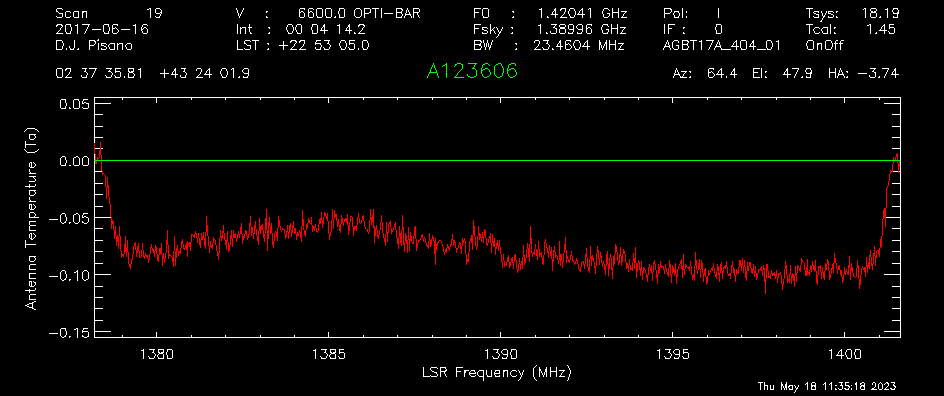 Scan 19 V : 6600.0 OPTI-BAR F0 : 1.42041 GHz Pol: I Tsys: 18.19
2017-06-16 Int : 00 04 14.2 Fsky : 1.38996 GHz IF : 0 Tcal: 1.45
D.J. Pisano LST : +22 53 05.0 BW : 23.4604 MHz AGBT17A_404_01 OnOff
02 37 35.81 +43 24 01.9 A123606 Az: 64.4 El: 47.9 HA: -3.74
0.05
0.00
-0.05
-0.10
-0.15
Antenna Temperature (Ta)
1380 1385 1390 1395 1400
LSR Frequency (MHz)
Thu May 18 11:35:18 2023